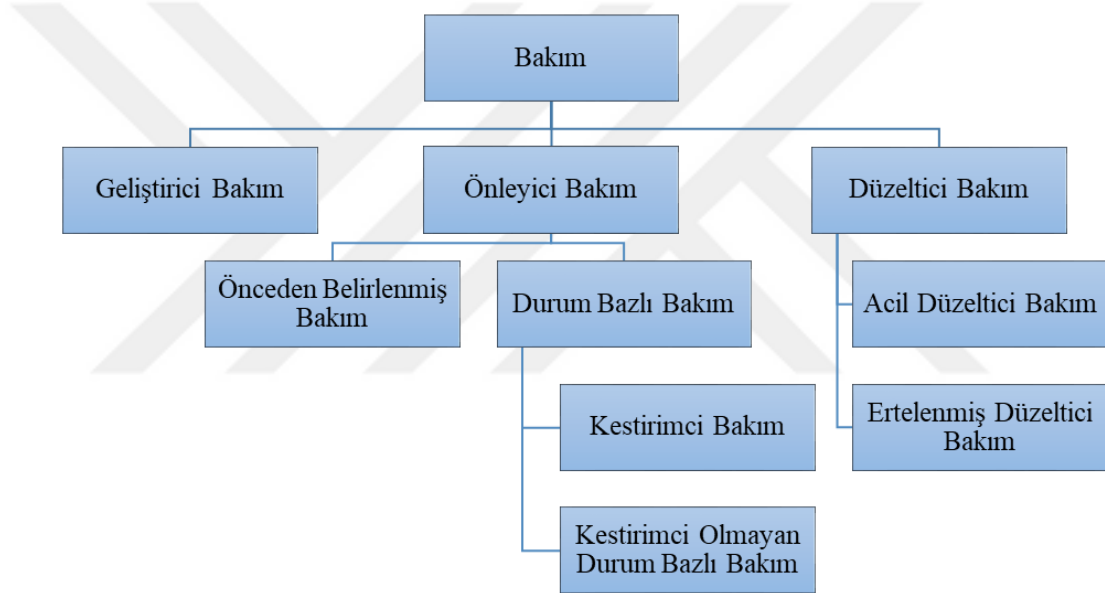 Bakım
Geliştirici Bakım
Önleyici Bakım
Düzeltici Bakım
Önceden Belirlenmiş
Bakım
Durum Bazlı Bakım
Acil Düzeltici Bakım
Kestirimci Bakım
Ertelenmiş Düzeltici
Bakım
Kestirimci Olmayan
Durum Bazlı Bakım